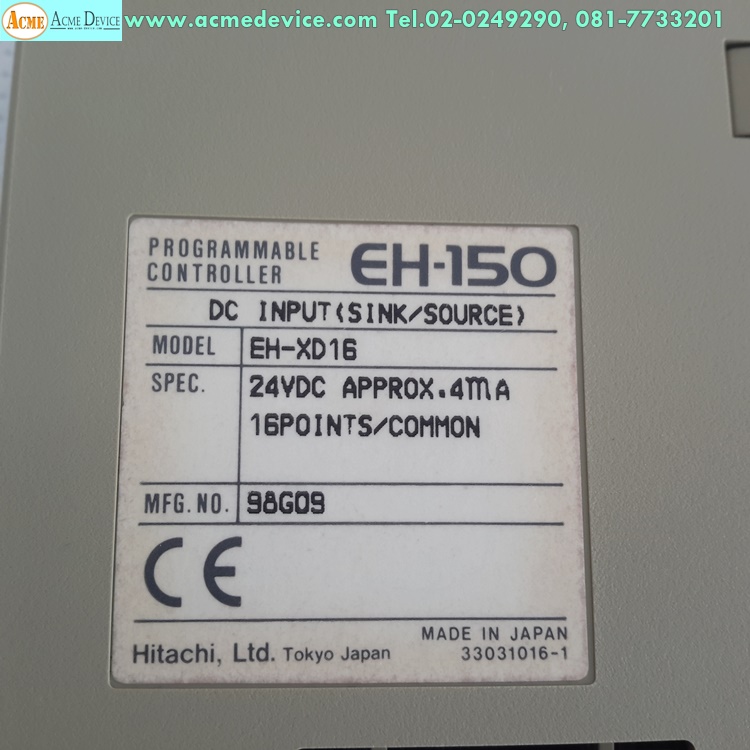 ACME ACME DEVICE www.acmedevice.com Tel.02-0249290, 081-7733201
PROGRAMMABLE
CONTROLLER EH-150
DC INPUT(SINK/SOURCE)
MODEL EH-XD16
SPEC. 24VDC APPROX.4mA
16POINTS/COMMON
MFG.NO. 98G09
CE
MADE IN JAPAN
Hitachi, Ltd. Tokyo Japan 33031016-1